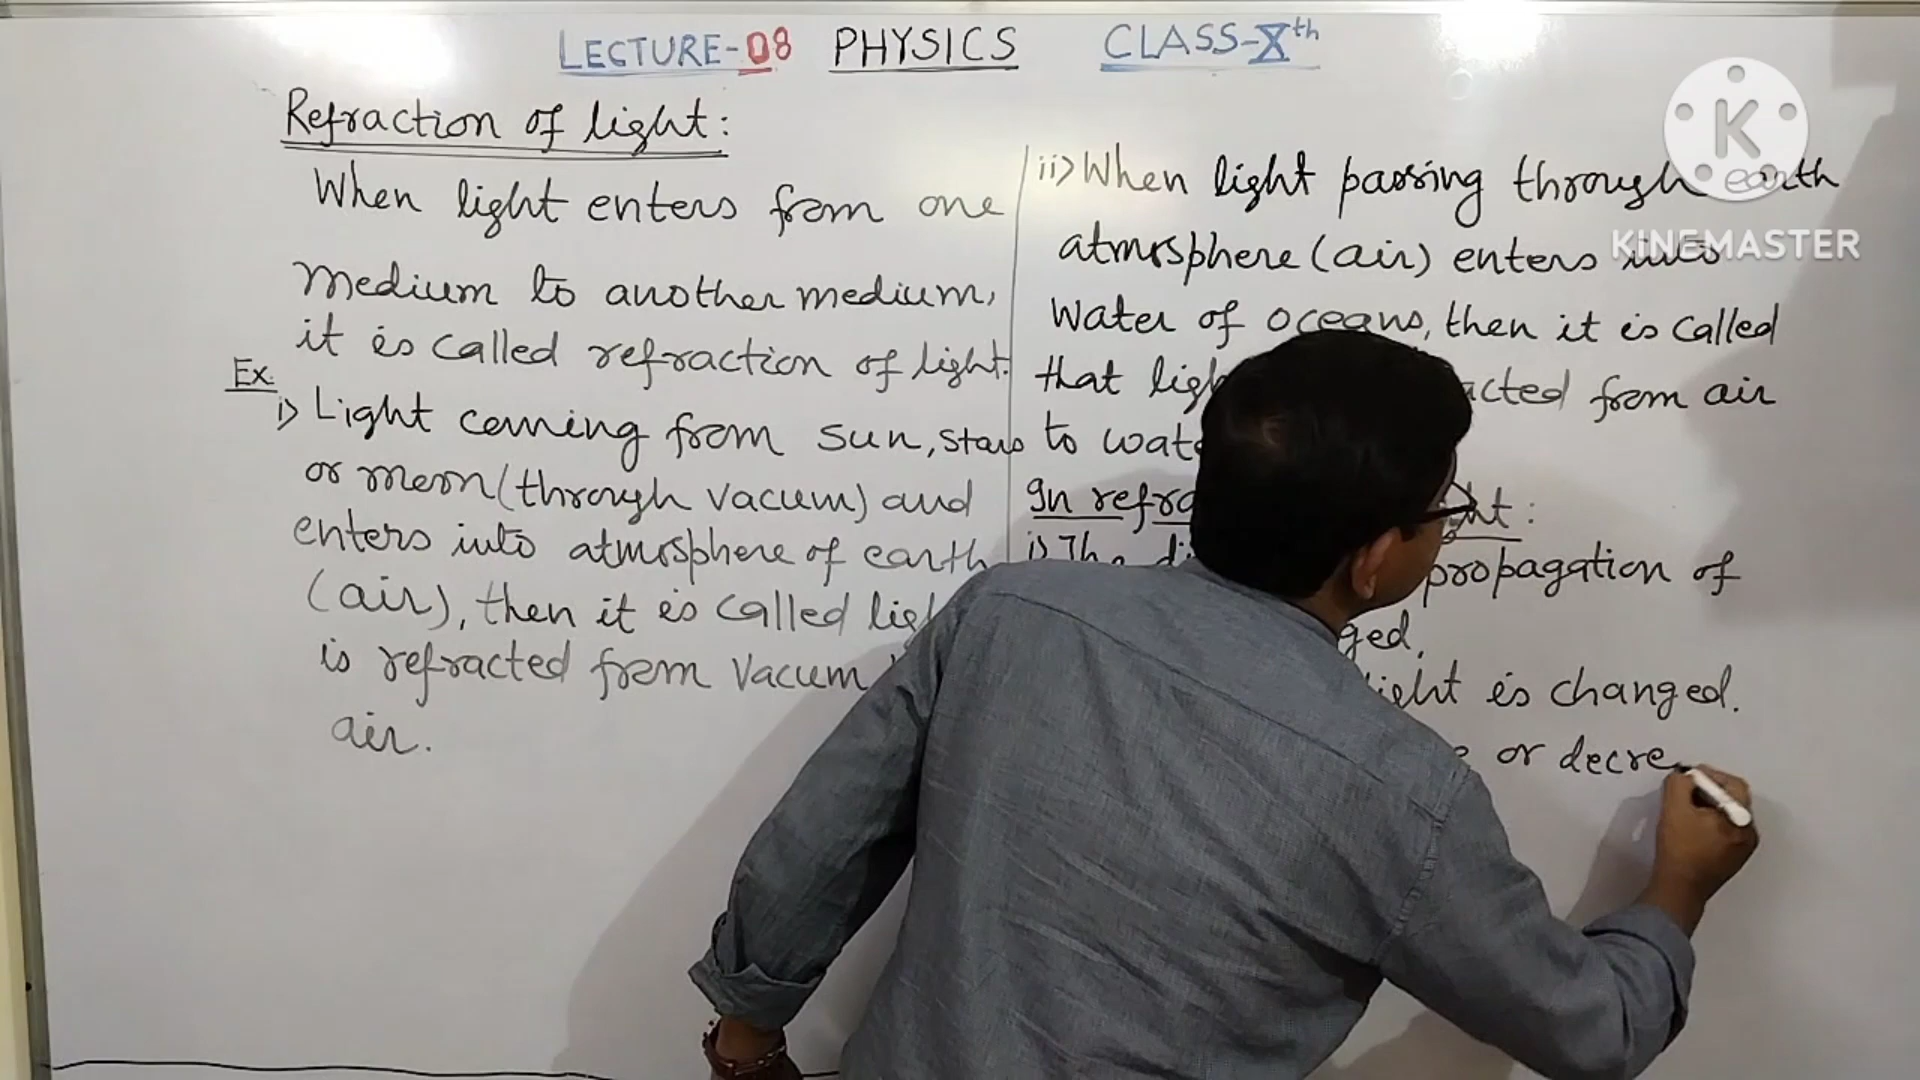 LECTURE-08 PHYSICS CLASS-Xth
Refraction of light:
When light enters from one
medium to another medium,
it is called refraction of light.
Ex.
i) Light coming from sun, stars
or moon (through vacum) and
enters into atmosphere of earth
(air), then it is called
is refracted from vacum
air.
ii) When light passing through earth
atmosphere (air) enters into
water of oceans, then it is called
that from air
to
In
i) The propagation of
light is changed.
or decre
K
KINEMASTER